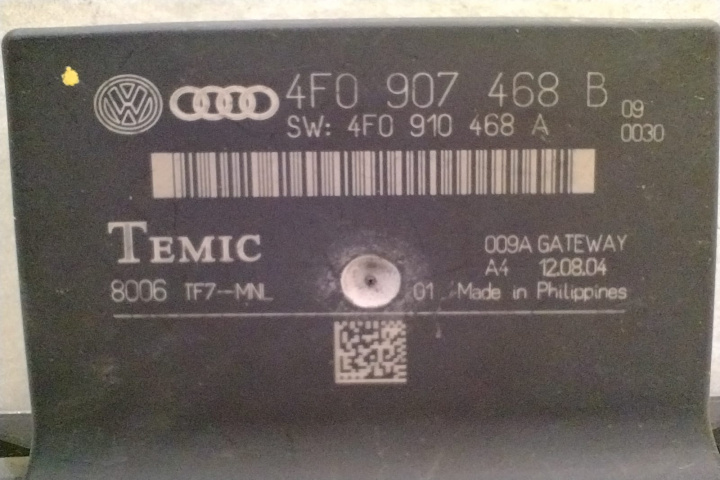 4F0 907 468 B 09
SW: 4F0 910 468 A 0030
TEMIC
009A GATEWAY
A4 12.08.04
8006 TF7--MNL 01 Made in Philippines